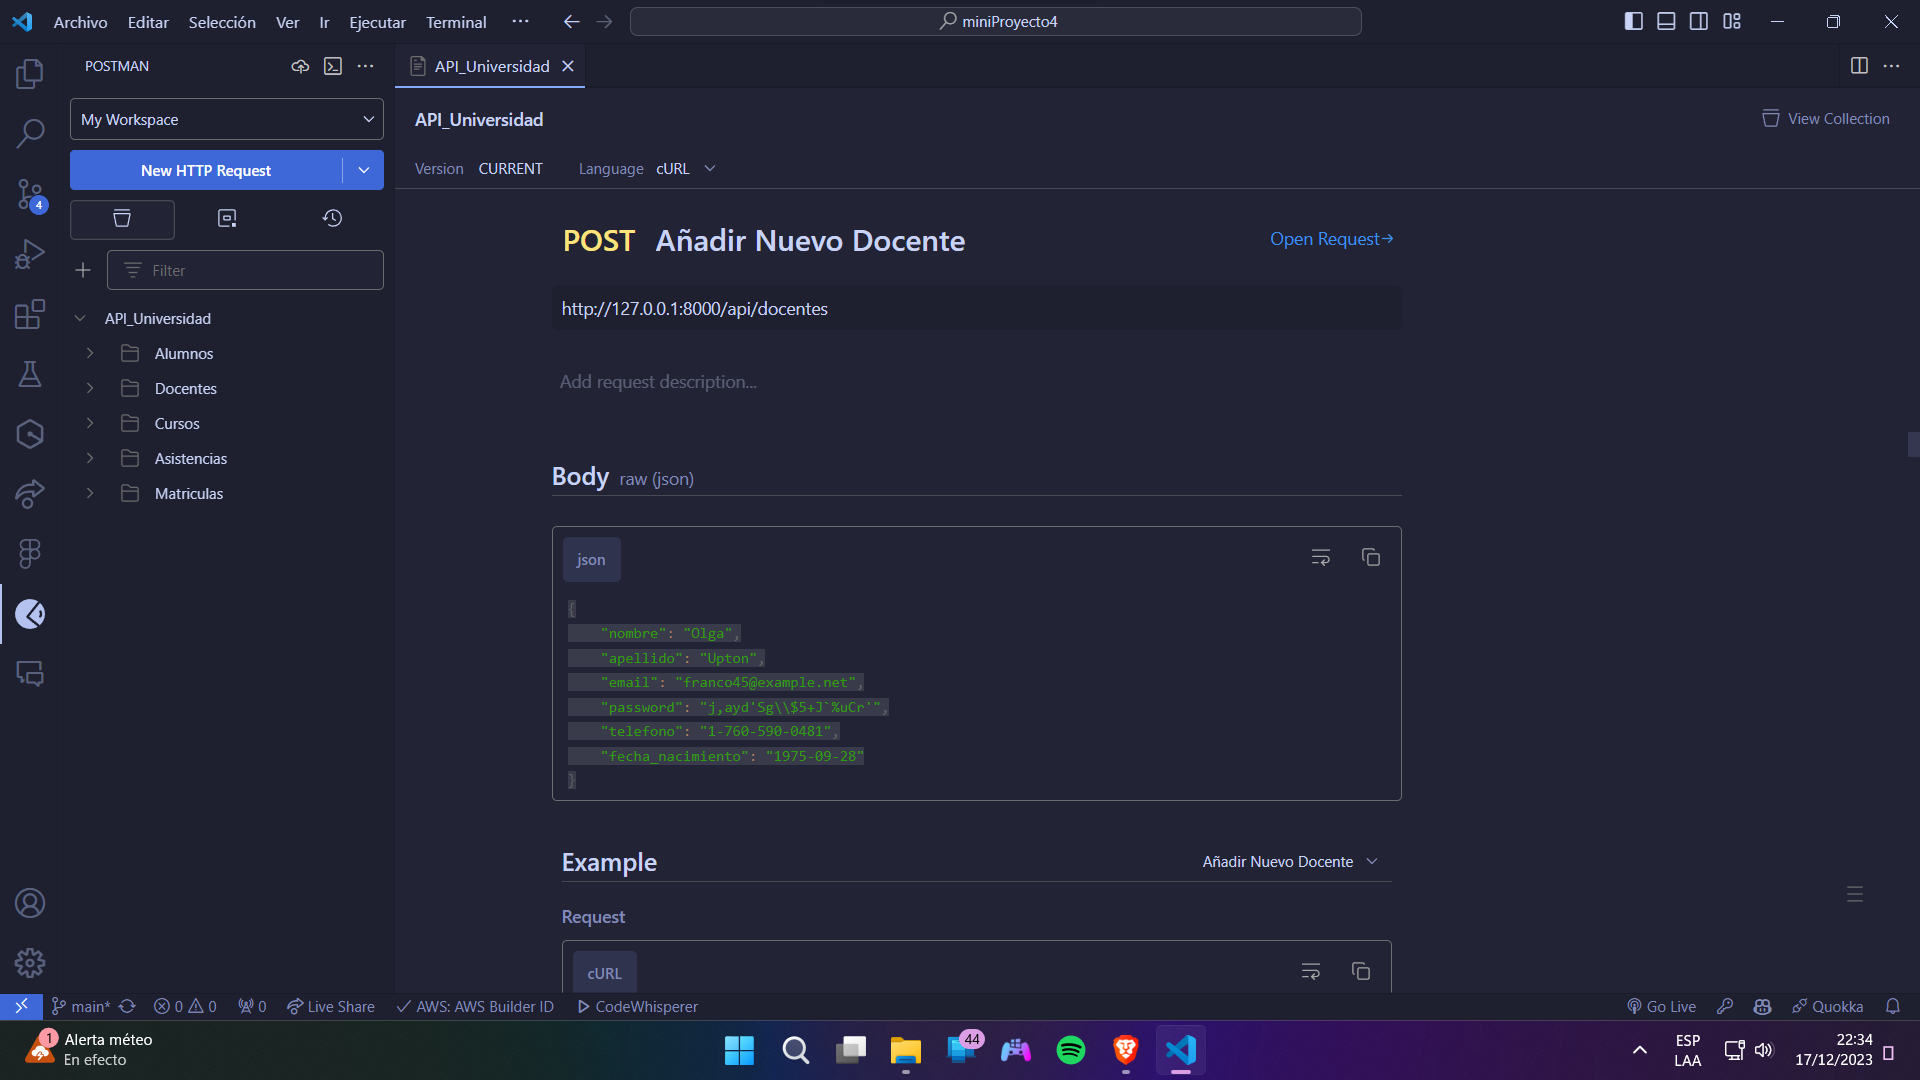 Archivo Editar Selección Ver Ir Ejecutar Terminal ···
miniProyecto4
POSTMAN
API_Universidad
My Workspace
API_Universidad
View Collection
New HTTP Request
Version CURRENT Language cURL
4
POST Añadir Nuevo Docente
Open Request→
Filter
http://127.0.0.1:8000/api/docentes
API_Universidad
Alumnos
Docentes
Cursos
Asistencias
Matriculas
Add request description...
Body raw (json)
json
{
"nombre": "Olga",
"apellido": "Upton",
"email": "franco45@example.net",
"password": "j,ayd'Sg\\$5+J`%uCr'",
"telefono": "1-760-590-0481",
"fecha_nacimiento": "1975-09-28"
}
Example
Añadir Nuevo Docente
Request
cURL
main* 0 0 0 Live Share AWS: AWS Builder ID CodeWhisperer
Go Live Quokka
1
Alerta méteo
En efecto
44
ESP
LAA
22:34
17/12/2023